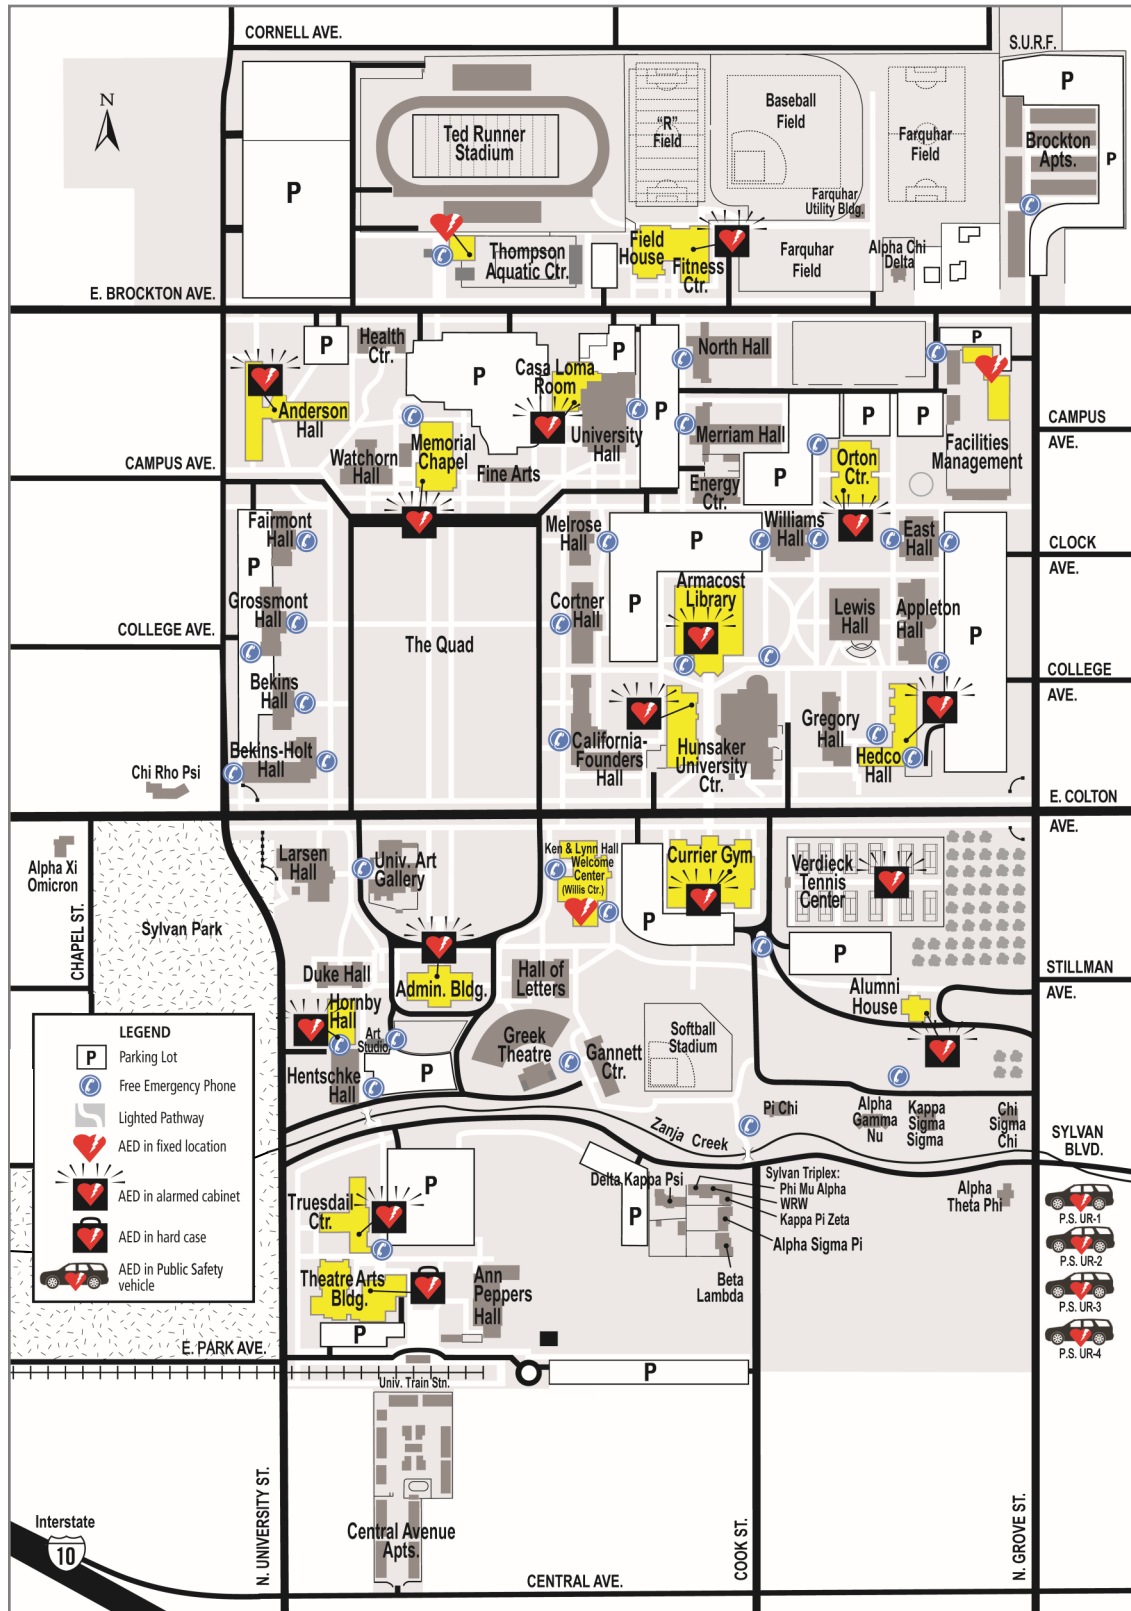 CORNELL AVE.
S.U.R.F.
N
P
Ted Runner
Stadium
"R"
Field
Baseball
Field
Farquhar
Field
P
Brockton
Apts.
P
Farquhar
Utility Bldg.
Thompson
Aquatic Ctr.
Field
House
Fitness
Ctr.
Farquhar
Field
Alpha Chi
Delta
E. BROCKTON AVE.
P
Health
Ctr.
P
Casa Loma
Room
P
P
North Hall
P
Anderson
Hall
Memorial
Chapel
University
Hall
Merriam Hall
P
P
Facilities
Management
CAMPUS
AVE.
CAMPUS AVE.
Watchorn
Hall
Fine Arts
Energy
Ctr.
P
Orton
Ctr.
Fairmont
Hall
P
Melrose
Hall
P
Williams
Hall
East
Hall
CLOCK
AVE.
Grossmont
Hall
Cortner
Hall
P
Armacost
Library
Lewis
Hall
Appleton
Hall
P
COLLEGE AVE.
The Quad
COLLEGE
AVE.
Bekins
Hall
Bekins-Holt
Hall
California-
Founders
Hall
Hunsaker
University
Ctr.
Gregory
Hall
Hedco
Hall
Chi Rho Psi
E. COLTON
AVE.
Alpha Xi
Omicron
CHAPEL ST.
Sylvan Park
Larsen
Hall
Univ. Art
Gallery
Ken & Lynn Hall
Welcome
Center
(Willis Ctr.)
P
Currier Gym
Verdieck
Tennis
Center
P
STILLMAN
AVE.
Duke Hall
Admin. Bldg.
Hall of
Letters
Alumni
House
Hornby
Hall
Art
Studio
Greek
Theatre
Gannett
Ctr.
Softball
Stadium
Hentschke
Hall
P
LEGEND
P
Parking Lot
Free Emergency Phone
Lighted Pathway
AED in fixed location
AED in alarmed cabinet
AED in hard case
AED in Public Safety
vehicle
Zanja Creek
Pi Chi
Alpha
Gamma
Nu
Kappa
Sigma
Sigma
Chi
Sigma
Chi
SYLVAN
BLVD.
P
Truesdail
Ctr.
Delta Kappa Psi
P
Sylvan Triplex:
Phi Mu Alpha
WRW
Kappa Pi Zeta
Alpha Sigma Pi
Beta
Lambda
Alpha
Theta Phi
P.S. UR-1
P.S. UR-2
P.S. UR-3
P.S. UR-4
Theatre Arts
Bldg.
Ann
Peppers
Hall
P
E. PARK AVE.
P
Univ. Train Stn.
Central Avenue
Apts.
N. UNIVERSITY ST.
COOK ST.
N. GROVE ST.
Interstate
10
CENTRAL AVE.